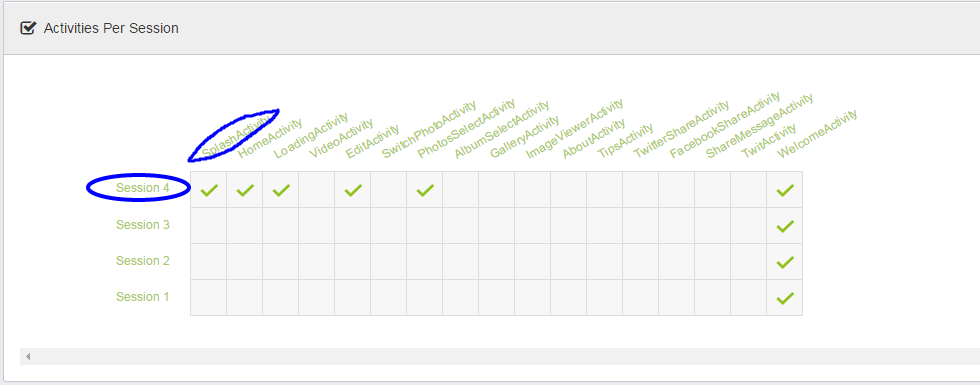 Activities Per Session
SplashActivity
HomeActivity
LoadingActivity
VideoActivity
EditActivity
SwitchPhotoActivity
PhotosSelectActivity
AlbumSelectActivity
GalleryActivity
ImageViewerActivity
AboutActivity
TipsActivity
TwitterShareActivity
FacebookShareActivity
ShareMessageActivity
TwitActivity
WelcomeActivity
Session 4
Session 3
Session 2
Session 1